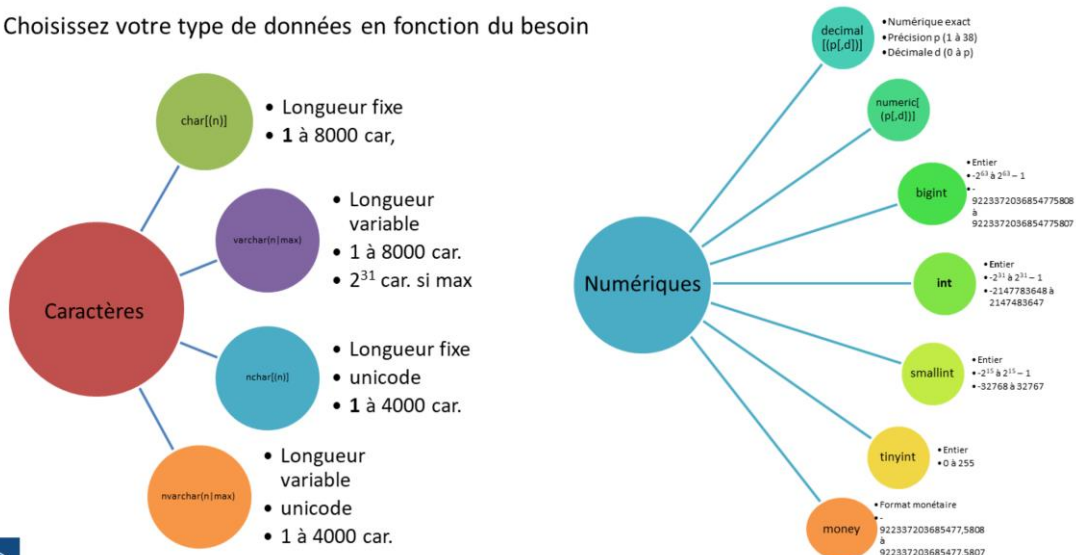 Choisissez votre type de données en fonction du besoin
Caractères
char[(n)]
• Longueur fixe
• 1 à 8000 car,
varchar(n|max)
• Longueur
variable
• 1 à 8000 car.
• 2³¹ car. si max
nchar[(n)]
• Longueur fixe
• unicode
• 1 à 4000 car.
nvarchar(n|max)
• Longueur
variable
• unicode
• 1 à 4000 car.
Numériques
decimal
[(p[,d])]
• Numérique exact
• Précision p (1 à 38)
• Décimale d (0 à p)
numeric[
(p[,d])]
bigint
• Entier
• -2⁶³ à 2⁶³ – 1
• -
9223372036854775808
à
9223372036854775807
int
• Entier
• -2³¹ à 2³¹ – 1
• -2147783648 à
2147483647
smallint
• Entier
• -2¹⁵ à 2¹⁵ – 1
• -32768 à 32767
tinyint
• Entier
• 0 à 255
money
• Format monétaire
• -
922337203685477,5808
à
922337203685477,5807